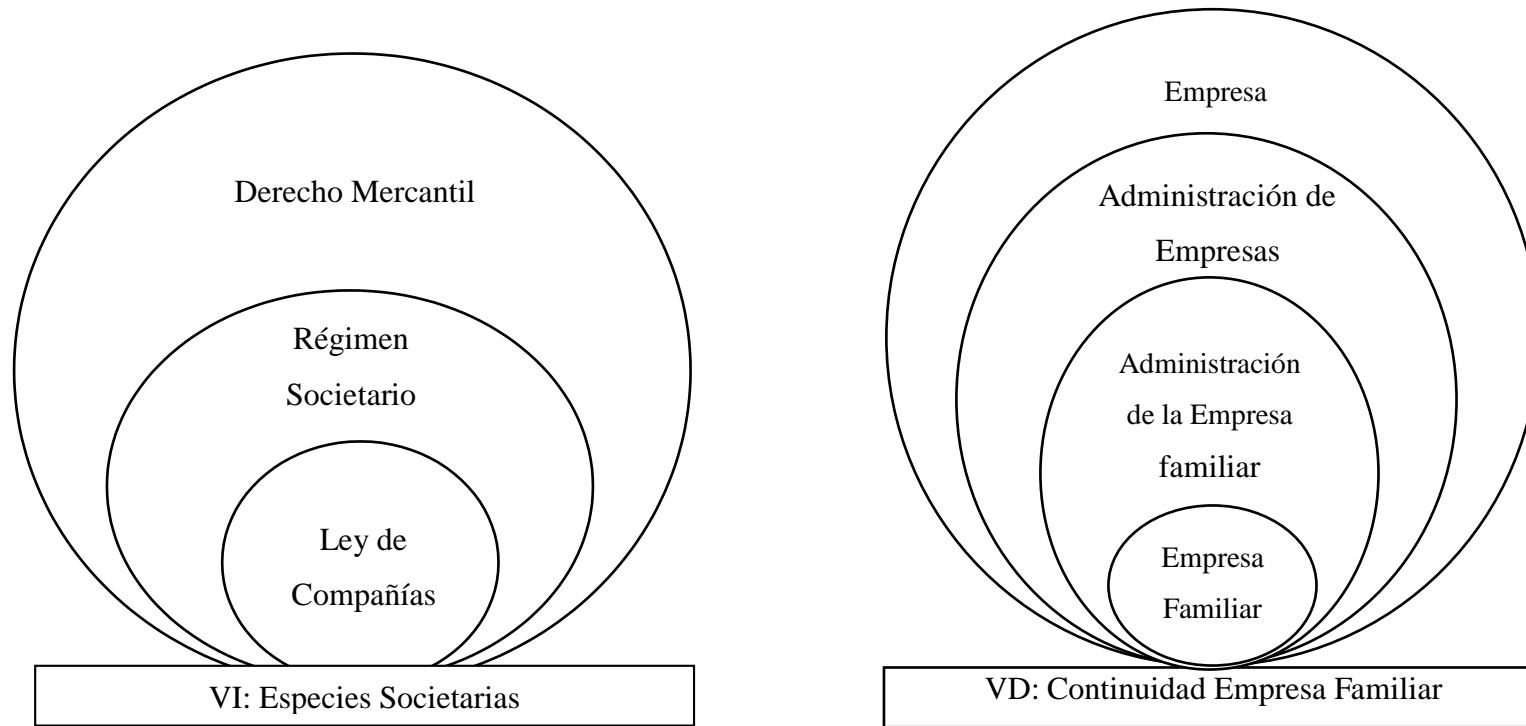 Derecho Mercantil
Régimen
Societario
Ley de
Compañías
VI: Especies Societarias
Empresa
Administración de
Empresas
Administración
de la Empresa
familiar
Empresa
Familiar
VD: Continuidad Empresa Familiar